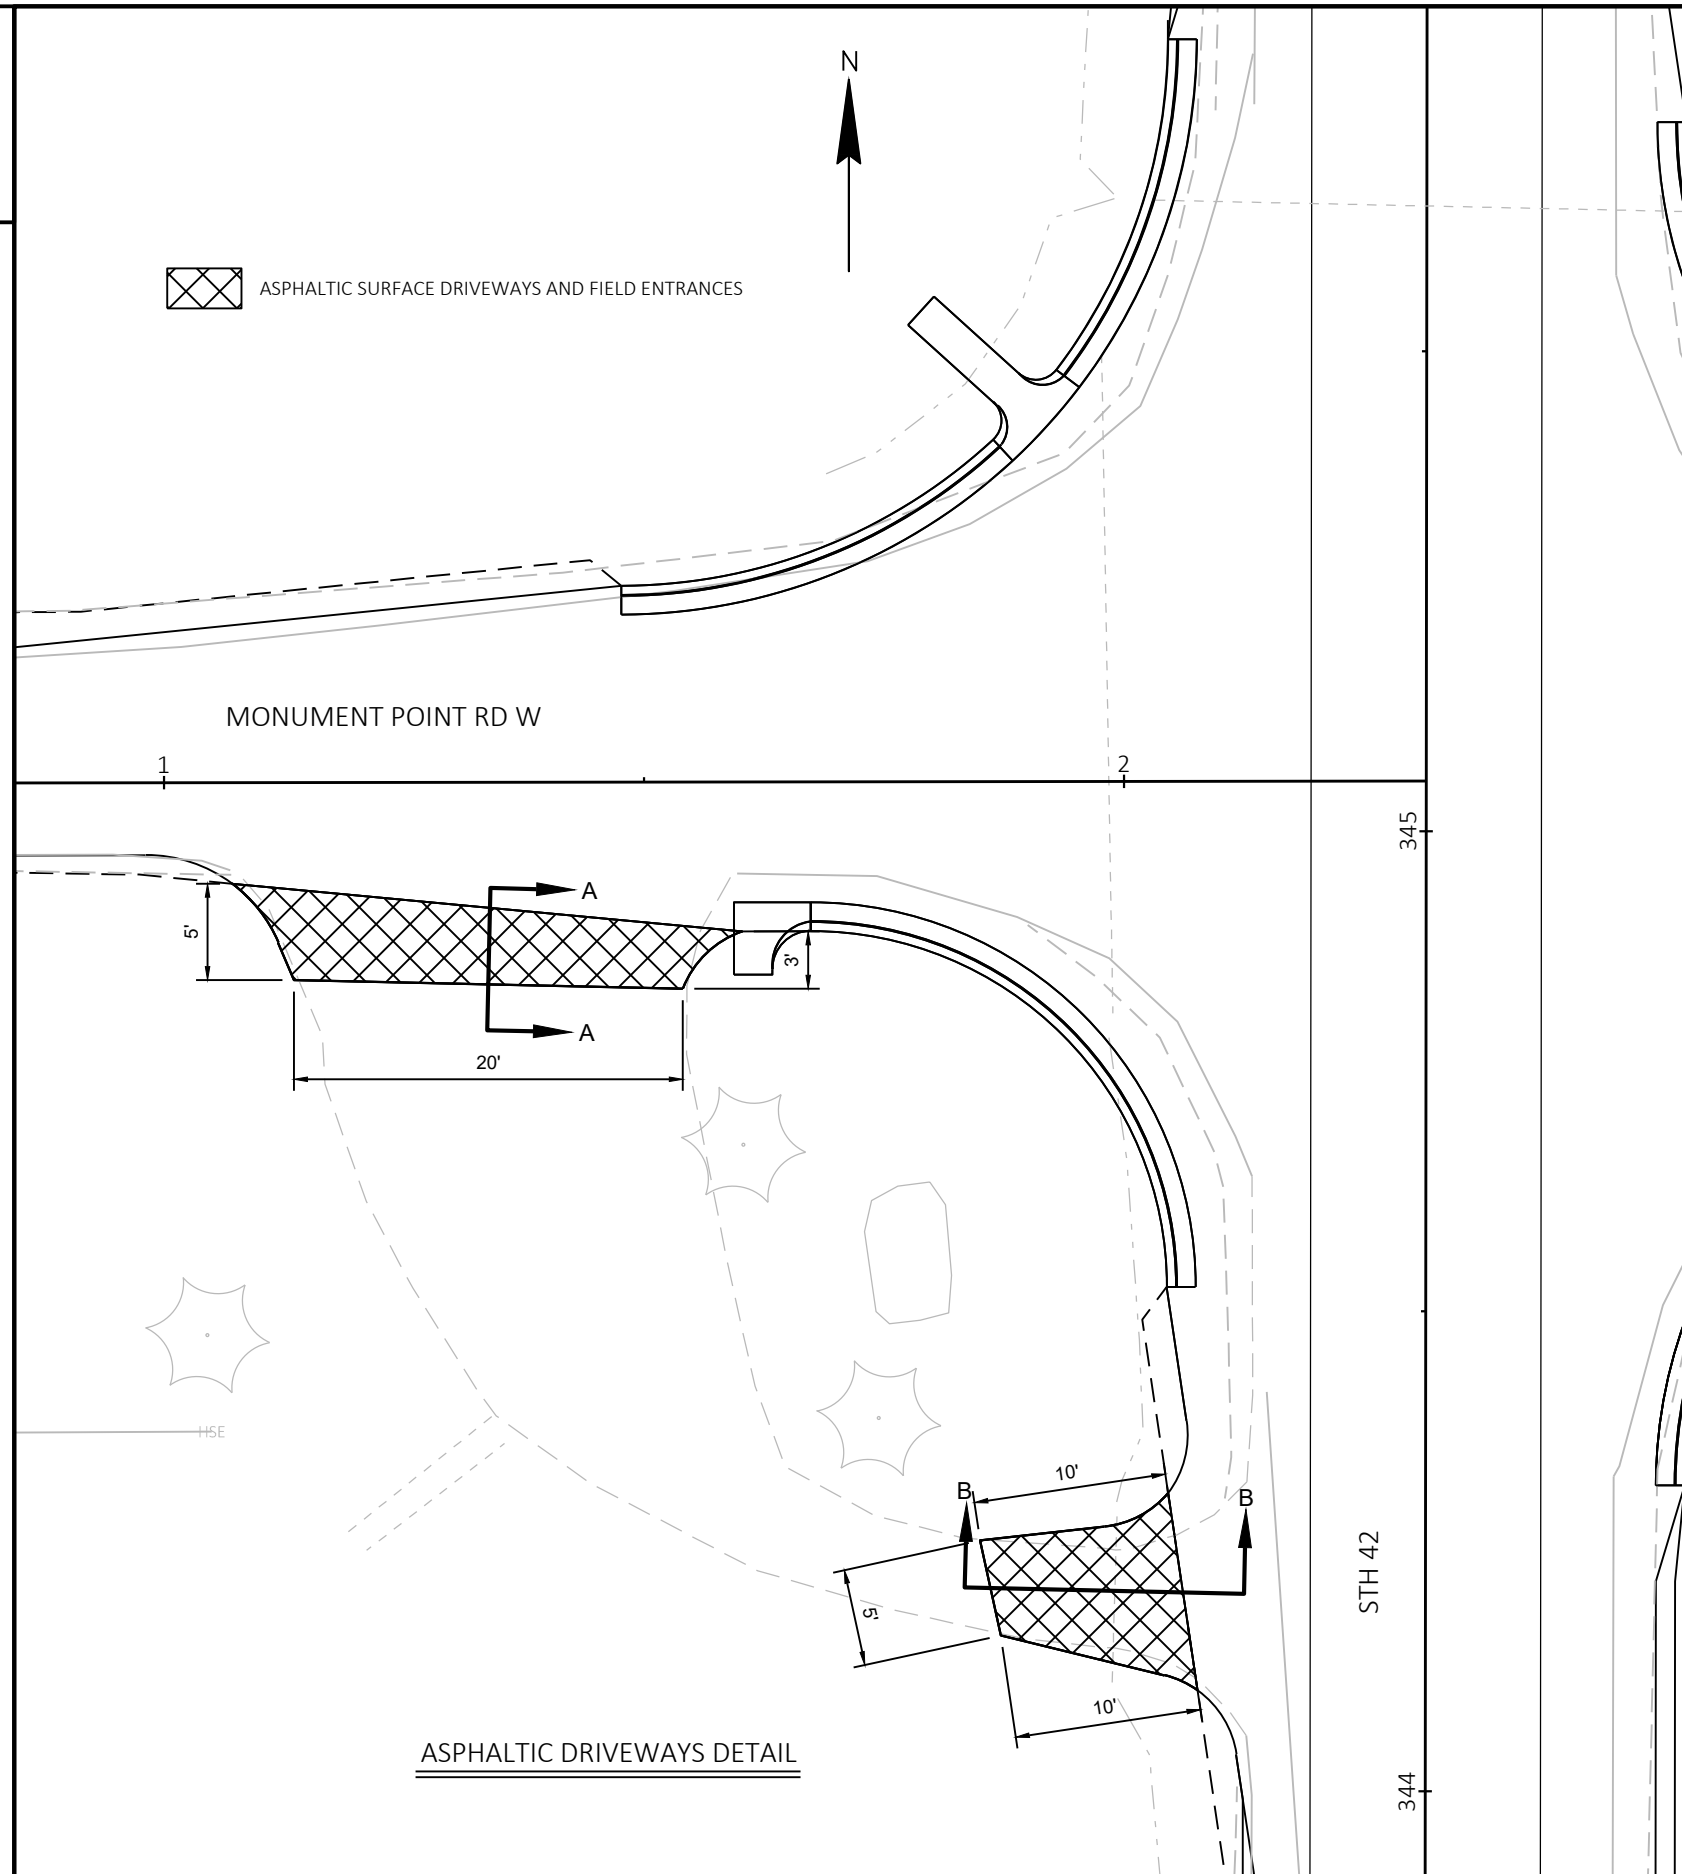 N
ASPHALTIC SURFACE DRIVEWAYS AND FIELD ENTRANCES
MONUMENT POINT RD W
1
2
345
A
5'
3'
A
20'
HSE
10'
B
B
STH 42
5'
10'
ASPHALTIC DRIVEWAYS DETAIL
344